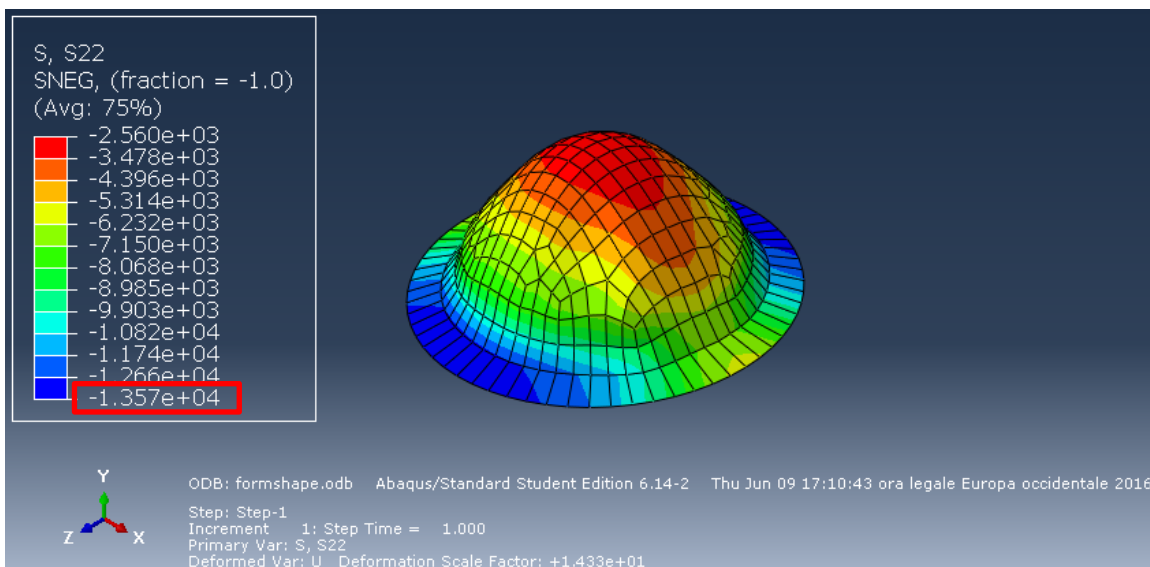 S, S22
SNEG, (fraction = -1.0)
(Avg: 75%)
-2.560e+03
-3.478e+03
-4.396e+03
-5.314e+03
-6.232e+03
-7.150e+03
-8.068e+03
-8.985e+03
-9.903e+03
-1.082e+04
-1.174e+04
-1.266e+04
-1.357e+04
Y
Z X
ODB: formshape.odb Abaqus/Standard Student Edition 6.14-2 Thu Jun 09 17:10:43 ora legale Europa occidentale 2016
Step: Step-1
Increment 1: Step Time = 1.000
Primary Var: S, S22
Deformed Var: U Deformation Scale Factor: +1.433e+01